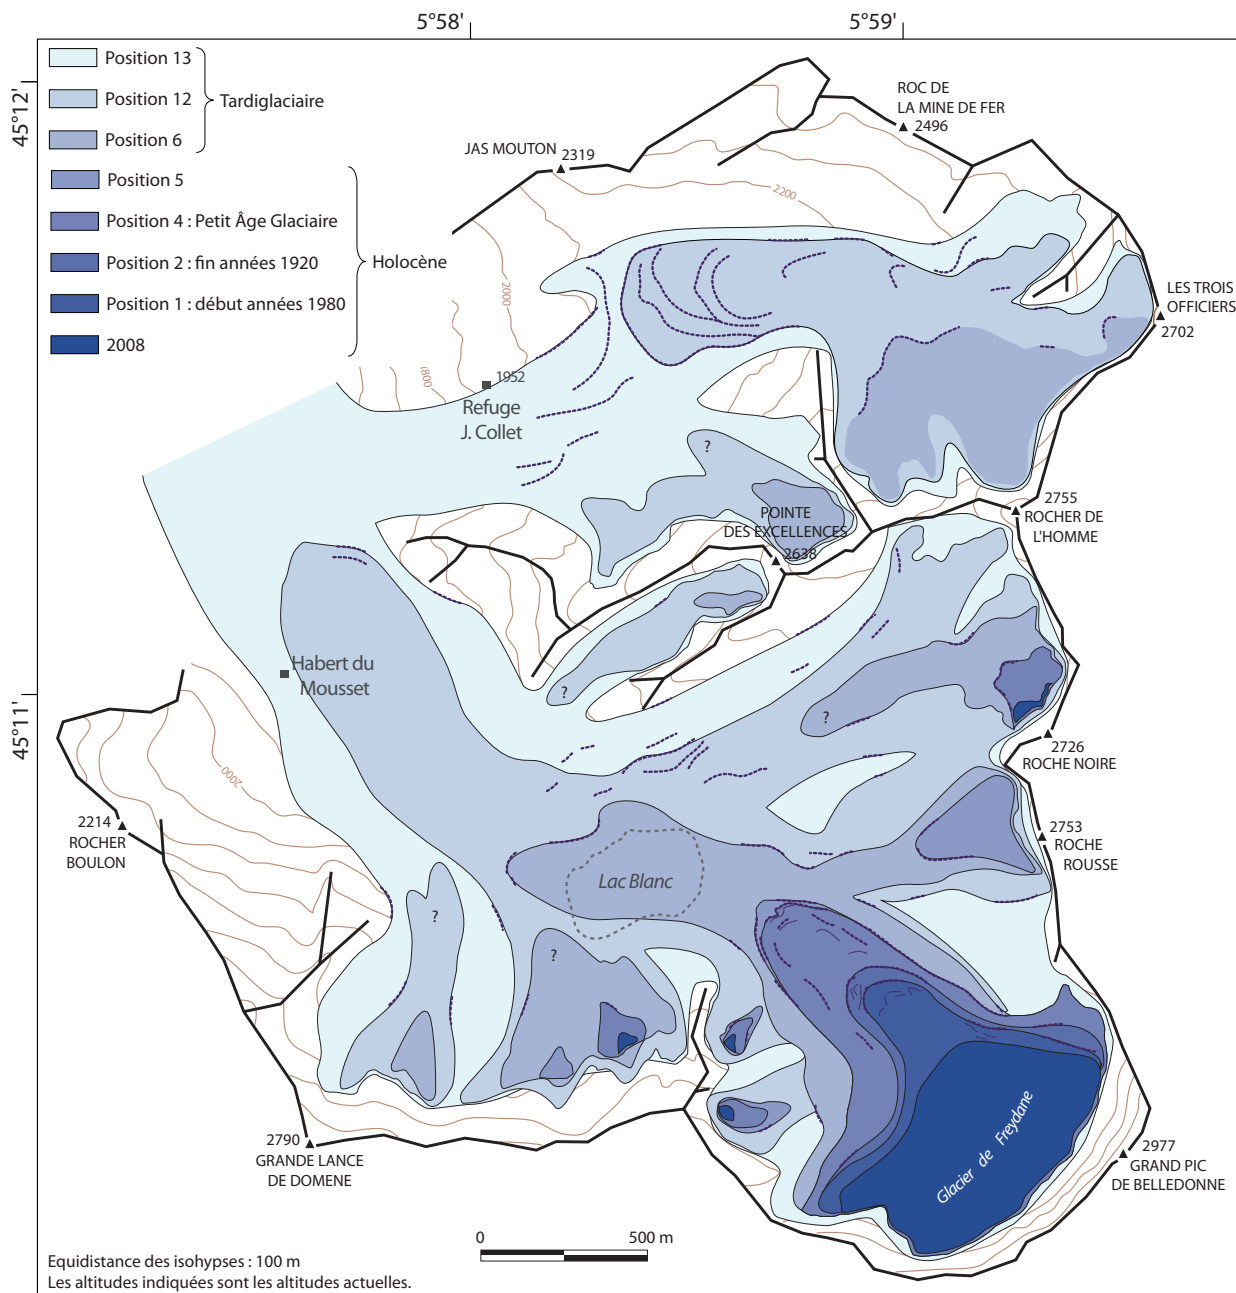 5°58'
5°59'
45°12'
45°11'
Position 13
Position 12
Position 6
Tardiglaciaire
Position 5
Position 4 : Petit Âge Glaciaire
Position 2 : fin années 1920
Position 1 : début années 1980
2008
Holocène
ROC DE
LA MINE DE FER
2496
JAS MOUTON
2319
2200
2000
1800
LES TROIS
OFFICIERS
2702
1952
Refuge
J. Collet
?
POINTE
DES EXCELLENCES
2638
2755
ROCHER DE
L'HOMME
Habert du
Mousset
?
?
2726
ROCHE NOIRE
2000
2214
ROCHER
BOULON
2753
ROCHE
ROUSSE
Lac Blanc
?
?
2790
GRANDE LANCE
DE DOMENE
Glacier de Freydane
2977
GRAND PIC
DE BELLEDONNE
0
500 m
Equidistance des isohypses : 100 m
Les altitudes indiquées sont les altitudes actuelles.